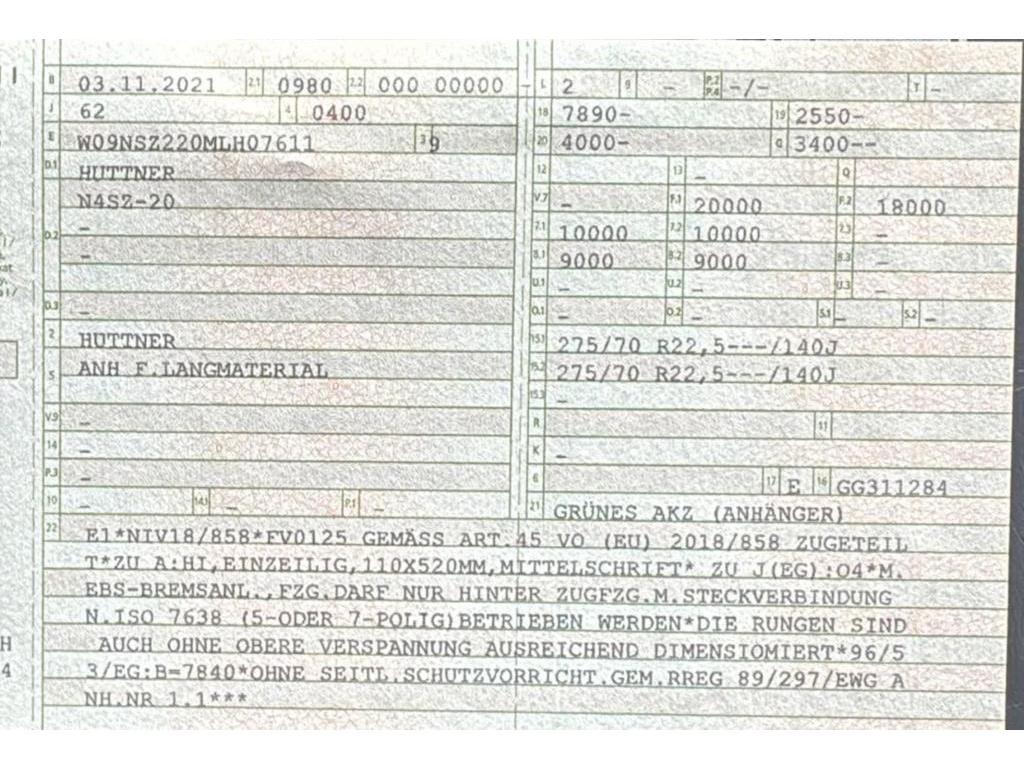 B 03.11.2021 2.1 0980 2.2 000 00000 L 2 9 - P.2 P.4 -/- T -
J 62 4 0400 18 7890- 19 2550-
E W09NSZ220MLH07611 3 9 20 4000- G 3400--
D.1 HUTTNER 12 13 - Q
N4SZ-20 V.7 - F.1 20000 F.2 18000
- 7.1 10000 7.2 10000 7.3 -
D.2 - 8.1 9000 8.2 9000 8.3 -
U.1 - U.2 - U.3 -
D.3 - O.1 - O.2 - S.1 - S.2 -
2 HUTTNER 15.1 275/70 R22,5---/140J
5 ANH F.LANGMATERIAL 15.2 275/70 R22,5---/140J
15.3 -
V.9 - R 11
14 - K -
P.3 - 6 17 E 16 GG311284
10 - 14.1 - P.1 - 21 GRÜNES AKZ (ANHÄNGER)
22 E1*NIV18/858*FV0125 GEMÄSS ART.45 VO (EU) 2018/858 ZUGETEIL
T*ZU A:HI,EINZEILIG,110X520MM,MITTELSCHRIFT* ZU J(EG):O4*M.
EBS-BREMSANL.,FZG.DARF NUR HINTER ZUGFZG.M.STECKVERBINDUNG
N.ISO 7638 (5-ODER 7-POLIG)BETRIEBEN WERDEN*DIE RUNGEN SIND
AUCH OHNE OBERE VERSPANNUNG AUSREICHEND DIMENSIOMIERT*96/5
3/EG:B=7840*OHNE SEITL.SCHUTZVORRICHT.GEM.RREG 89/297/EWG A
NH.NR 1.1***
H
4